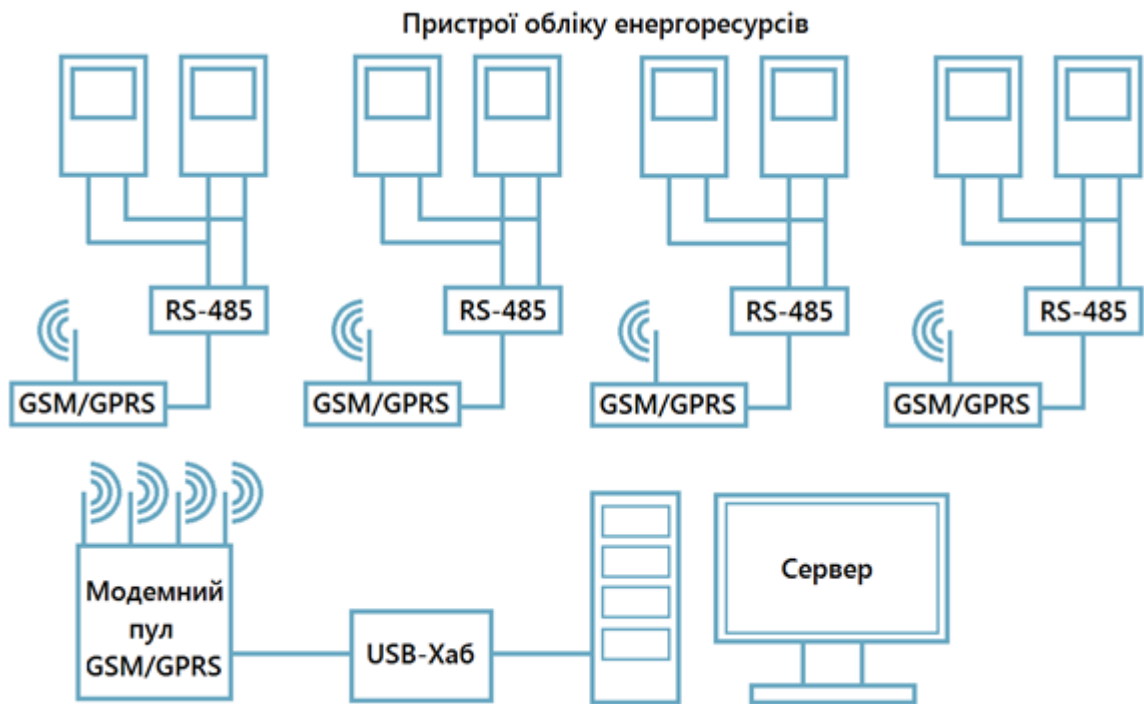 Пристрої обліку енергоресурсів
RS-485
RS-485
RS-485
RS-485
GSM/GPRS
GSM/GPRS
GSM/GPRS
GSM/GPRS
Модемний
пул
GSM/GPRS
USB-Хаб
Сервер